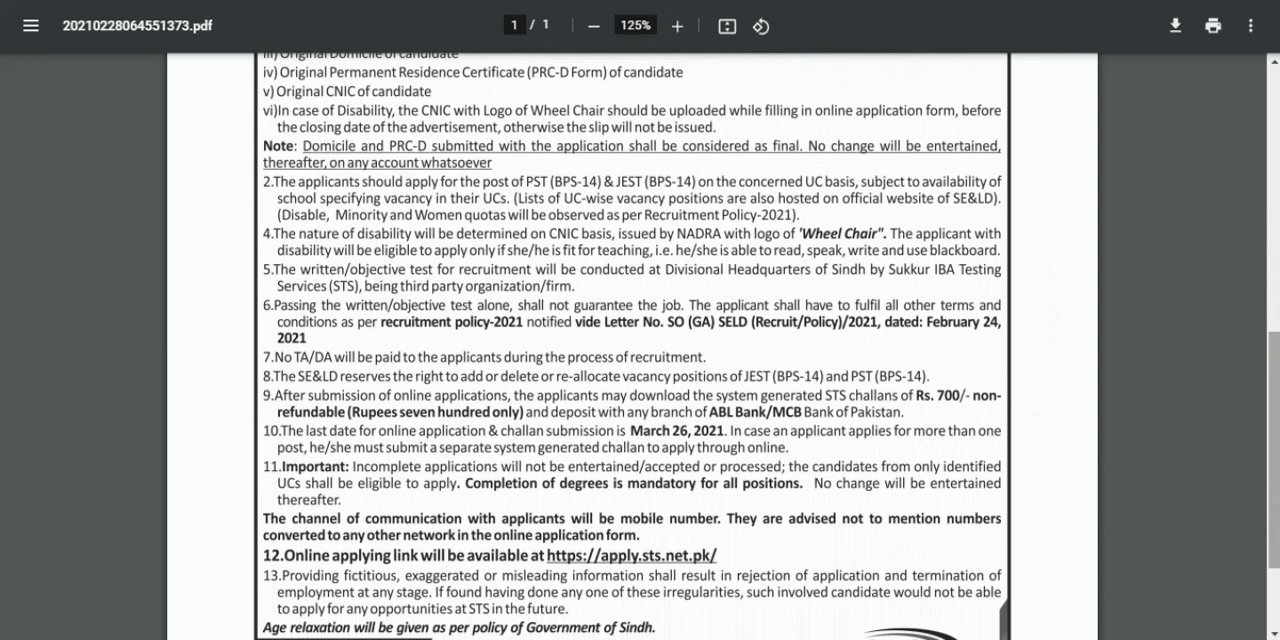 20210228064551373.pdf
1 / 1
125%
iii) Original Domicile of candidate
iv) Original Permanent Residence Certificate (PRC-D Form) of candidate
v) Original CNIC of candidate
vi)In case of Disability, the CNIC with Logo of Wheel Chair should be uploaded while filling in online application form, before
the closing date of the advertisement, otherwise the slip will not be issued.
Note: Domicile and PRC-D submitted with the application shall be considered as final. No change will be entertained,
thereafter, on any account whatsoever
2.The applicants should apply for the post of PST (BPS-14) & JEST (BPS-14) on the concerned UC basis, subject to availability of
school specifying vacancy in their UCs. (Lists of UC-wise vacancy positions are also hosted on official website of SE&LD).
(Disable, Minority and Women quotas will be observed as per Recruitment Policy-2021).
4.The nature of disability will be determined on CNIC basis, issued by NADRA with logo of 'Wheel Chair". The applicant with
disability will be eligible to apply only if she/he is fit for teaching, i.e. he/she is able to read, speak, write and use blackboard.
5.The written/objective test for recruitment will be conducted at Divisional Headquarters of Sindh by Sukkur IBA Testing
Services (STS), being third party organization/firm.
6.Passing the written/objective test alone, shall not guarantee the job. The applicant shall have to fulfil all other terms and
conditions as per recruitment policy-2021 notified vide Letter No. SO (GA) SELD (Recruit/Policy)/2021, dated: February 24,
2021
7.No TA/DA will be paid to the applicants during the process of recruitment.
8.The SE&LD reserves the right to add or delete or re-allocate vacancy positions of JEST (BPS-14) and PST (BPS-14).
9.After submission of online applications, the applicants may download the system generated STS challans of Rs. 700/- non-
refundable (Rupees seven hundred only) and deposit with any branch of ABL Bank/MCB Bank of Pakistan.
10.The last date for online application & challan submission is March 26, 2021. In case an applicant applies for more than one
post, he/she must submit a separate system generated challan to apply through online.
11.Important: Incomplete applications will not be entertained/accepted or processed; the candidates from only identified
UCs shall be eligible to apply. Completion of degrees is mandatory for all positions. No change will be entertained
thereafter.
The channel of communication with applicants will be mobile number. They are advised not to mention numbers
converted to any other network in the online application form.
12.Online applying link will be available at https://apply.sts.net.pk/
13.Providing fictitious, exaggerated or misleading information shall result in rejection of application and termination of
employment at any stage. If found having done any one of these irregularities, such involved candidate would not be able
to apply for any opportunities at STS in the future.
Age relaxation will be given as per policy of Government of Sindh.